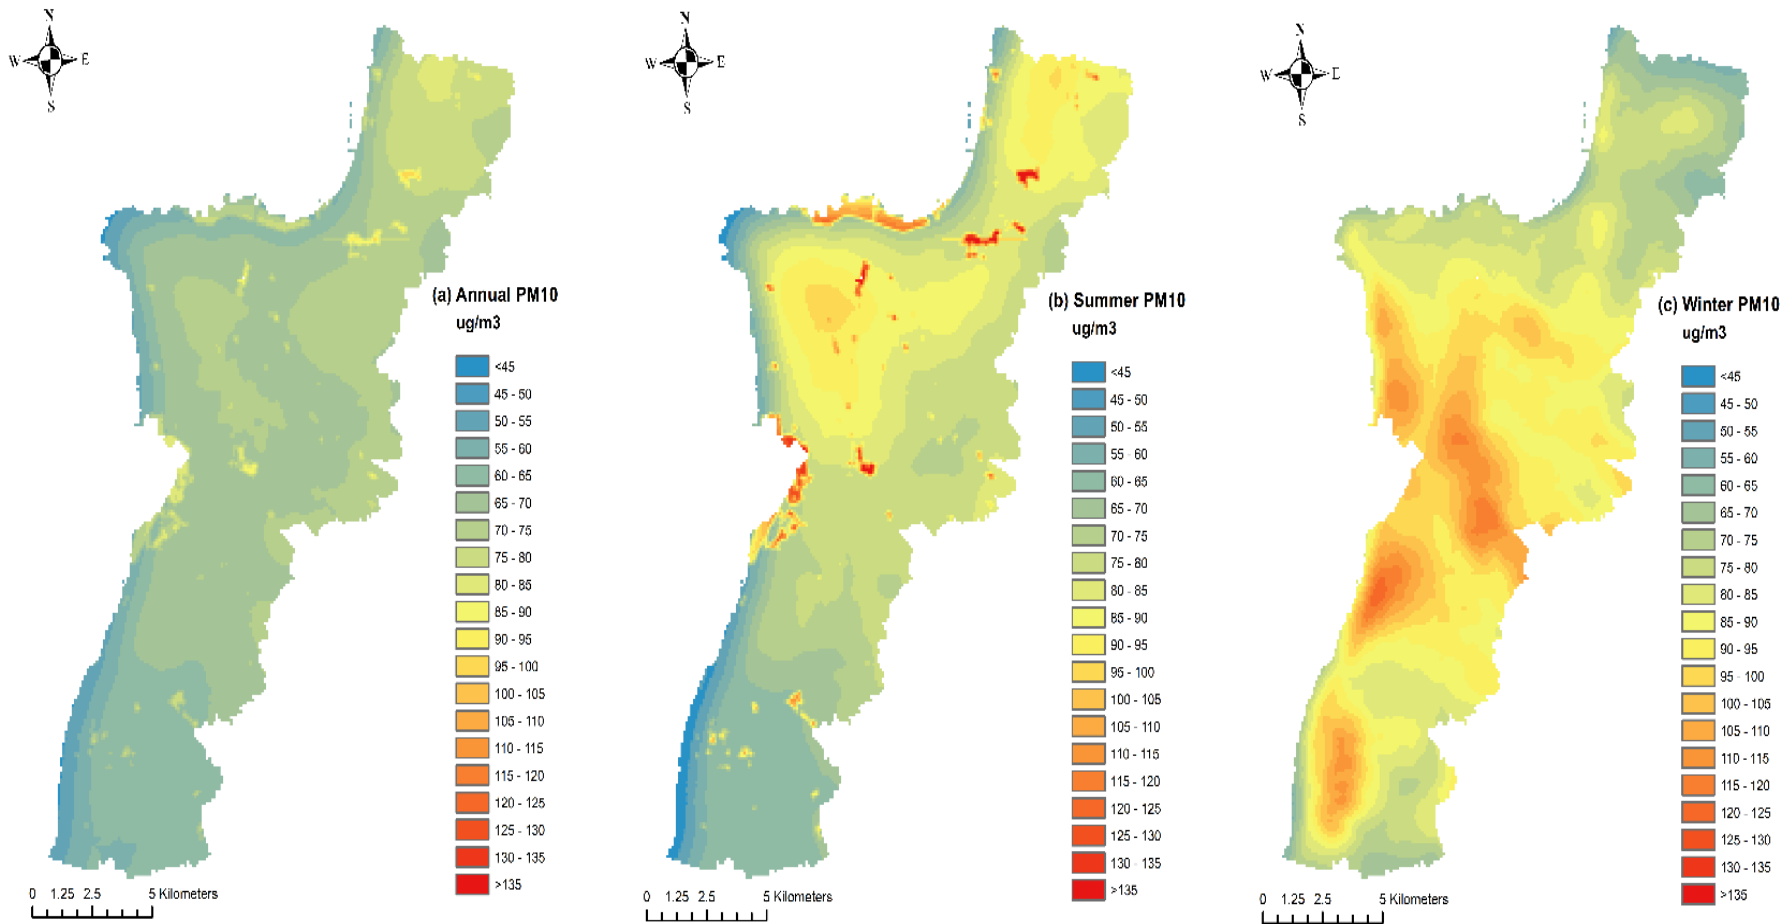 N
W E
S
(a) Annual PM10
ug/m3
<45
45 - 50
50 - 55
55 - 60
60 - 65
65 - 70
70 - 75
75 - 80
80 - 85
85 - 90
90 - 95
95 - 100
100 - 105
105 - 110
110 - 115
115 - 120
120 - 125
125 - 130
130 - 135
>135
0 1.25 2.5 5 Kilometers
N
W E
S
(b) Summer PM10
ug/m3
<45
45 - 50
50 - 55
55 - 60
60 - 65
65 - 70
70 - 75
75 - 80
80 - 85
85 - 90
90 - 95
95 - 100
100 - 105
105 - 110
110 - 115
115 - 120
120 - 125
125 - 130
130 - 135
>135
0 1.25 2.5 5 Kilometers
N
W E
S
(c) Winter PM10
ug/m3
<45
45 - 50
50 - 55
55 - 60
60 - 65
65 - 70
70 - 75
75 - 80
80 - 85
85 - 90
90 - 95
95 - 100
100 - 105
105 - 110
110 - 115
115 - 120
120 - 125
125 - 130
130 - 135
>135
0 1.25 2.5 5 Kilometers